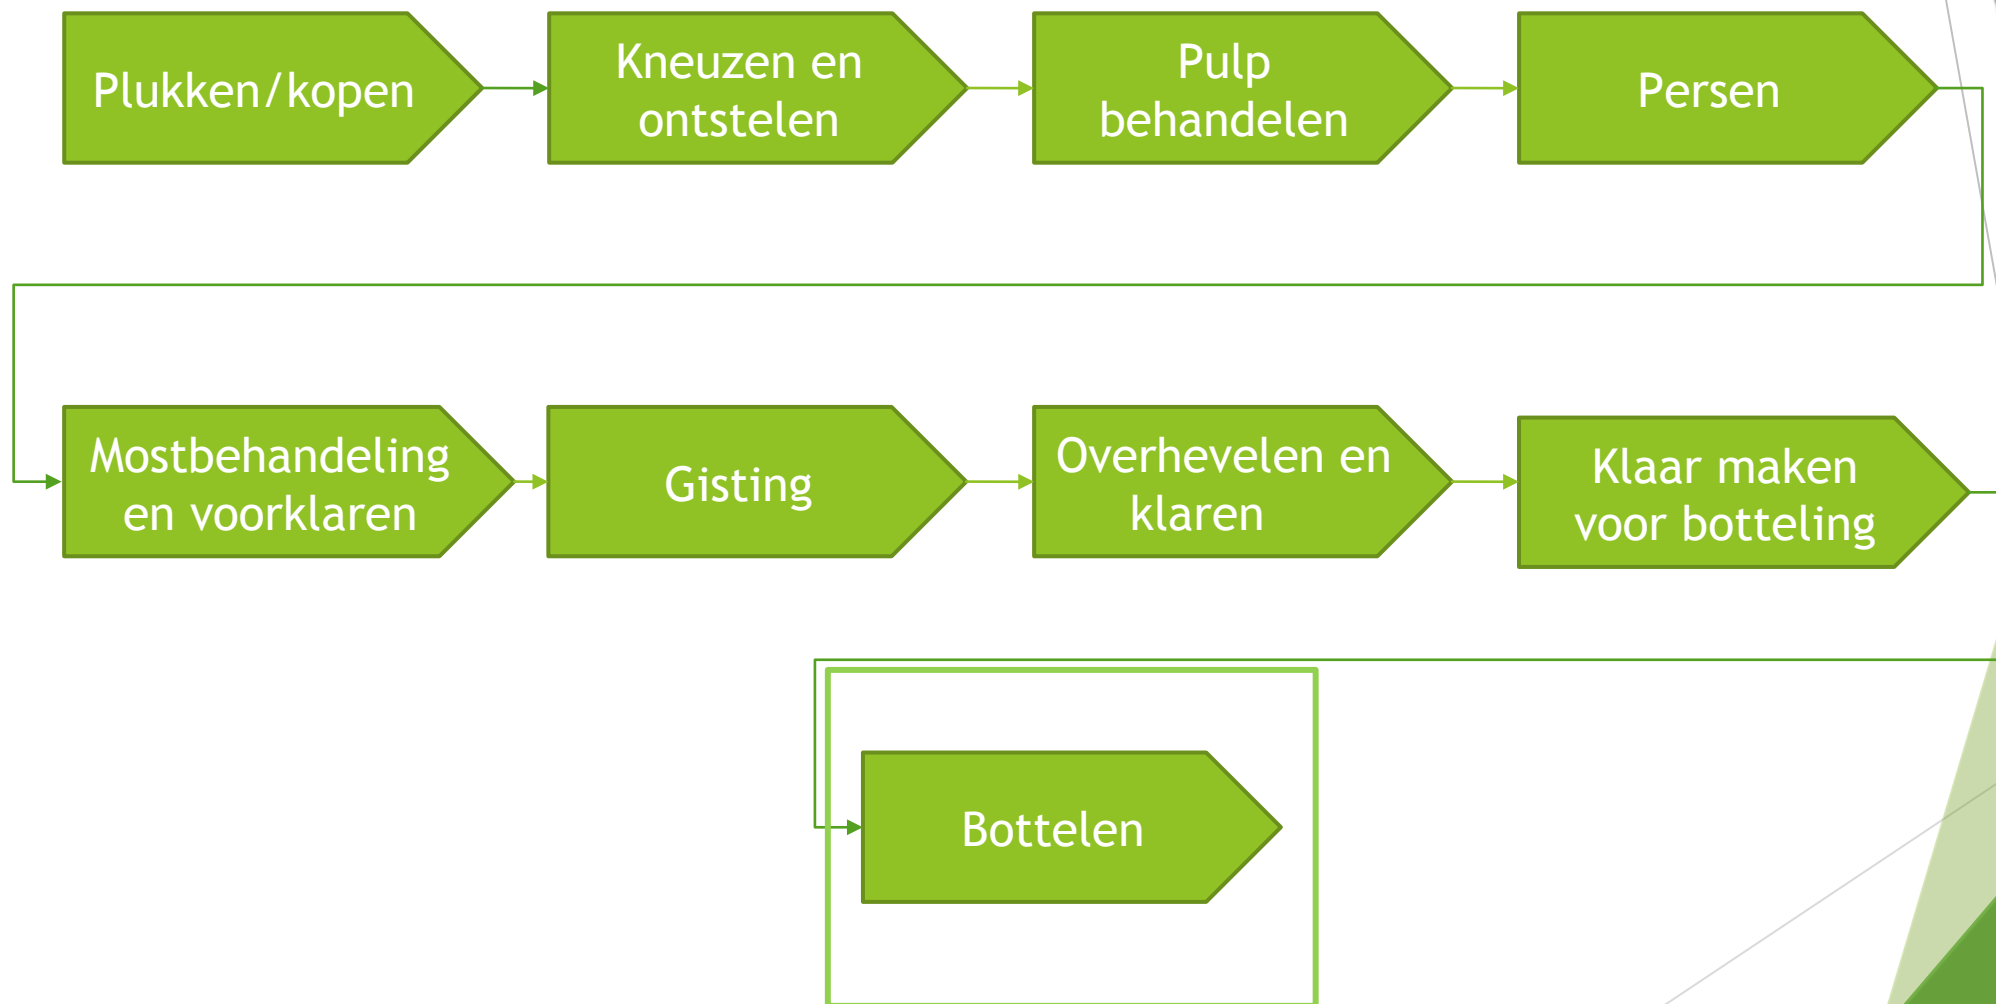 Plukken/kopen
Kneuzen en
ontstelen
Pulp
behandelen
Persen
Mostbehandeling
en voorklaren
Gisting
Overhevelen en
klaren
Klaar maken
voor botteling
Bottelen